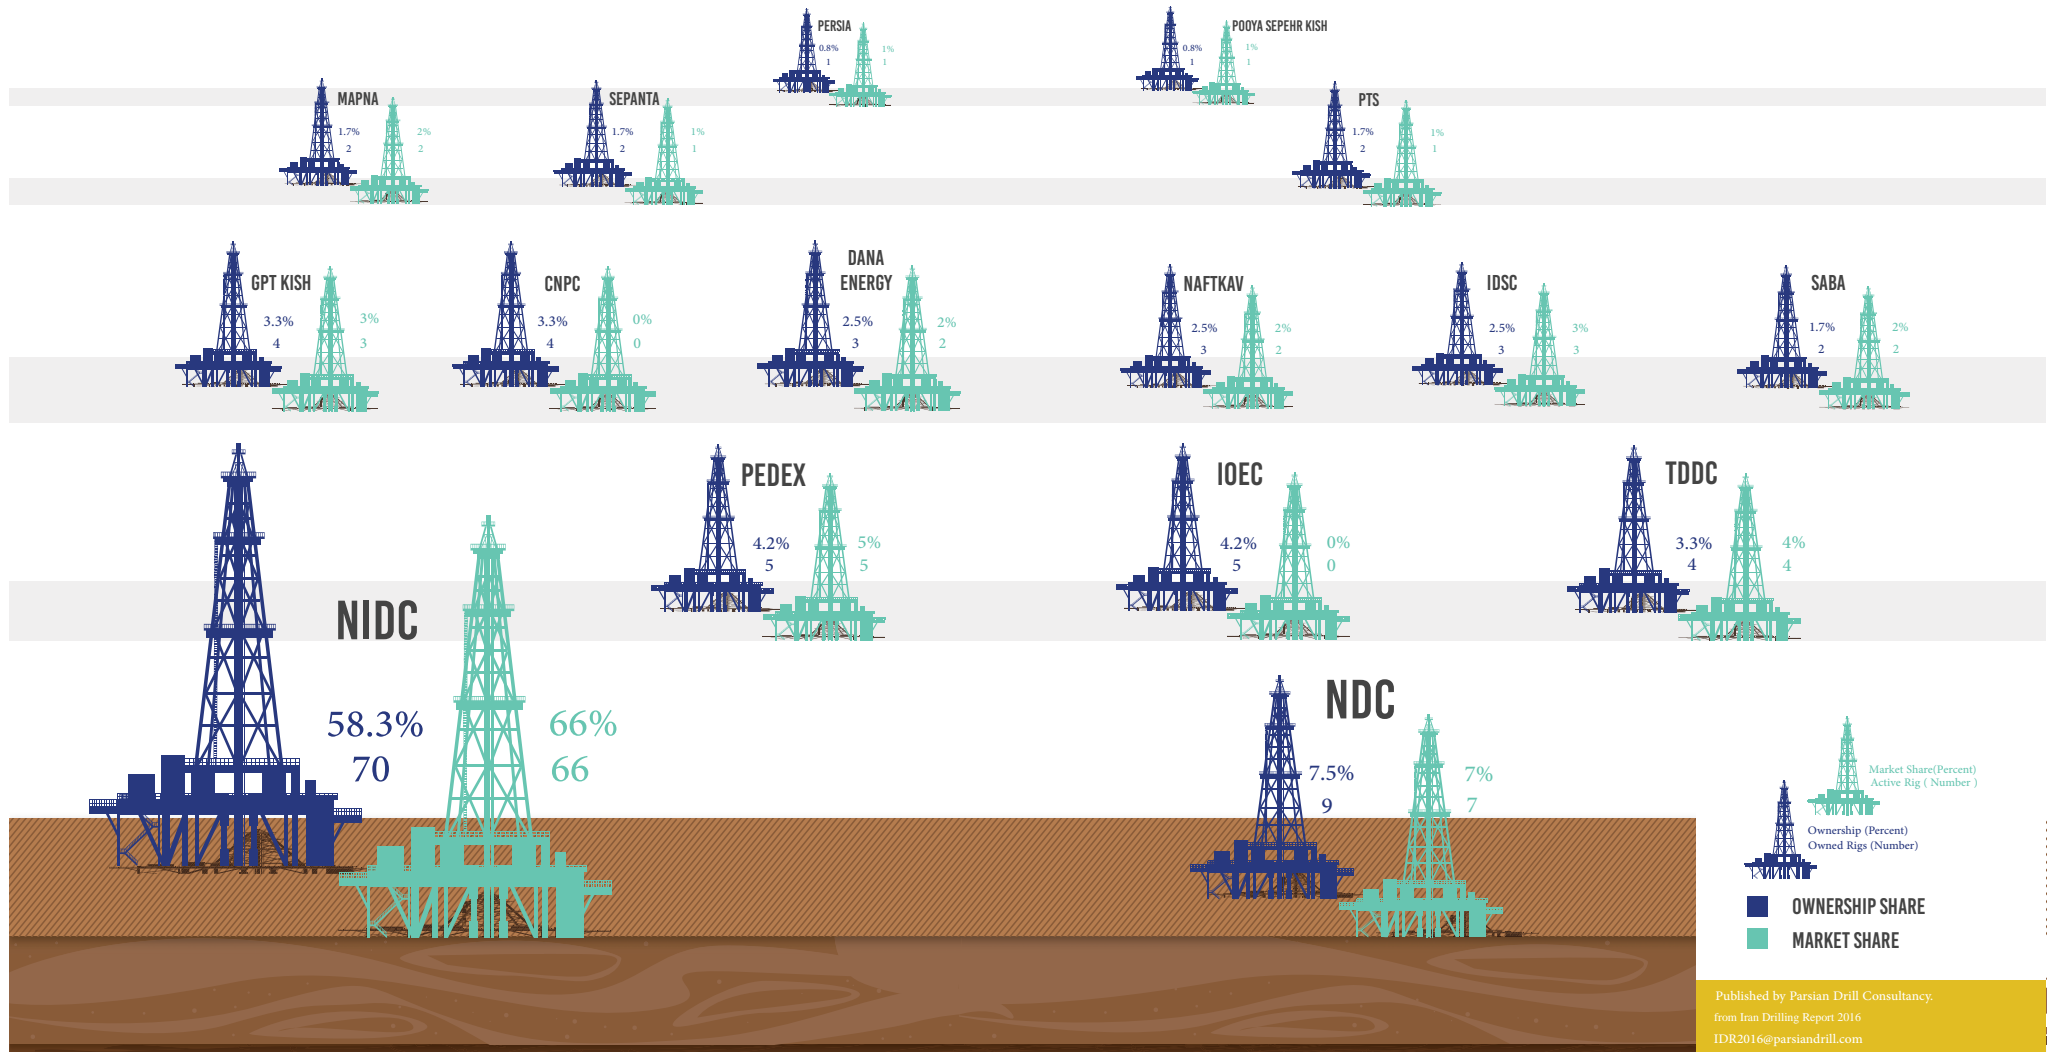 PERSIA
0.8%
1
1%
1
POOYA SEPEHR KISH
0.8%
1
1%
1
MAPNA
1.7%
2
2%
2
SEPANTA
1.7%
2
1%
1
PTS
1.7%
2
1%
1
GPT KISH
3.3%
4
3%
3
CNPC
3.3%
4
0%
0
DANA
ENERGY
2.5%
3
2%
2
NAFTKAV
2.5%
3
2%
2
IDSC
2.5%
3
3%
3
SABA
1.7%
2
2%
2
NIDC
58.3%
70
66%
66
PEDEX
4.2%
5
5%
5
IOEC
4.2%
5
0%
0
TDDC
3.3%
4
4%
4
NDC
7.5%
9
7%
7
Market Share(Percent)
Active Rig ( Number )
Ownership (Percent)
Owned Rigs (Number)
OWNERSHIP SHARE
MARKET SHARE
Published by Parsian Drill Consultancy.
from Iran Drilling Report 2016
IDR2016@parsiandrill.com